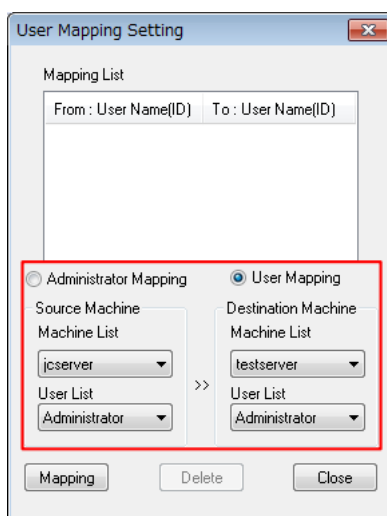 User Mapping Setting
Mapping List
From : User Name(ID) To : User Name(ID)
Administrator Mapping User Mapping
Source Machine Destination Machine
Machine List Machine List
jcserver testserver
>>
User List User List
Administrator Administrator
Mapping Delete Close